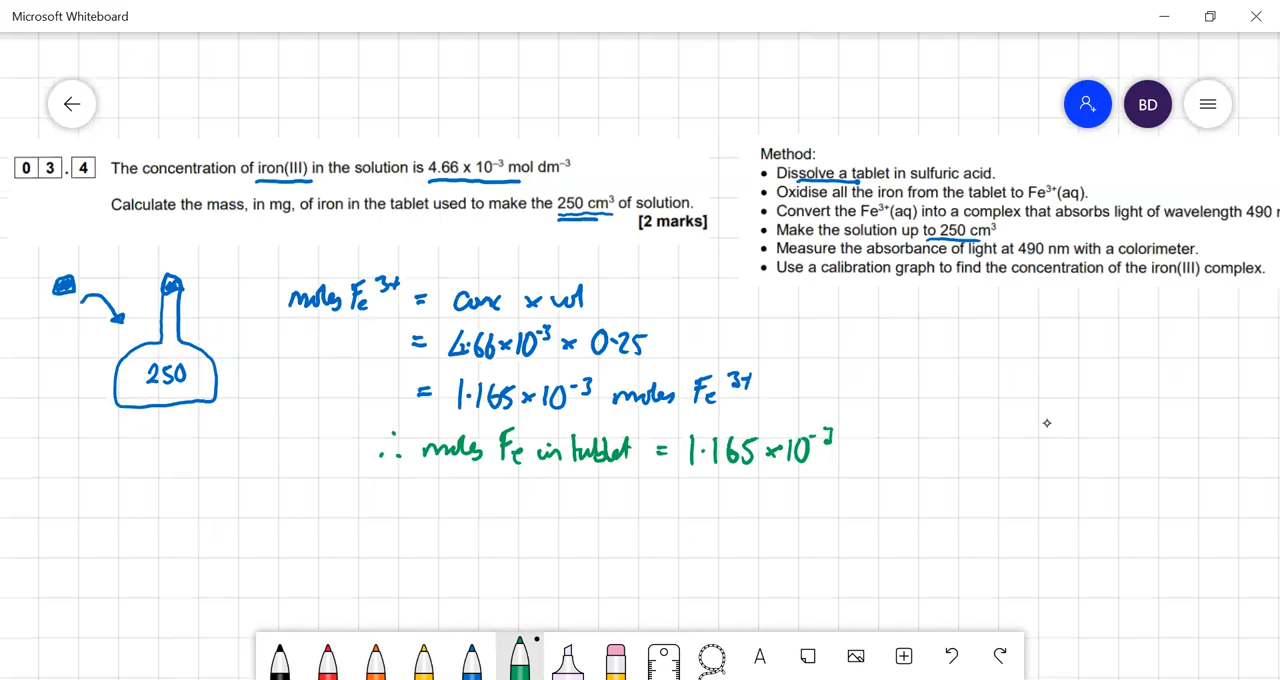 Microsoft Whiteboard
BD
0 3 . 4 The concentration of iron(III) in the solution is 4.66 x 10⁻³ mol dm⁻³
Calculate the mass, in mg, of iron in the tablet used to make the 250 cm³ of solution.
[2 marks]
Method:
• Dissolve a tablet in sulfuric acid.
• Oxidise all the iron from the tablet to Fe³⁺(aq).
• Convert the Fe³⁺(aq) into a complex that absorbs light of wavelength 490 n
• Make the solution up to 250 cm³
• Measure the absorbance of light at 490 nm with a colorimeter.
• Use a calibration graph to find the concentration of the iron(III) complex.
250
moles Fe³⁺ = conc × vol
= 4.66×10⁻³ × 0.25
= 1.165×10⁻³ moles Fe³⁺
∴ moles Fe in tablet = 1.165×10⁻³
A